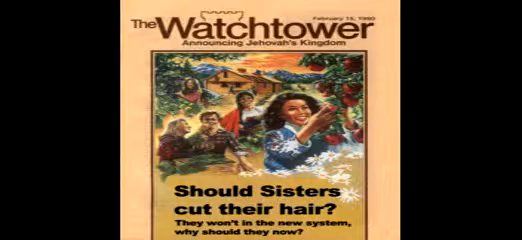 February 15, 1980
The Watchtower
Announcing Jehovah's Kingdom
Should Sisters
cut their hair?
They won't in the new system,
why should they now?